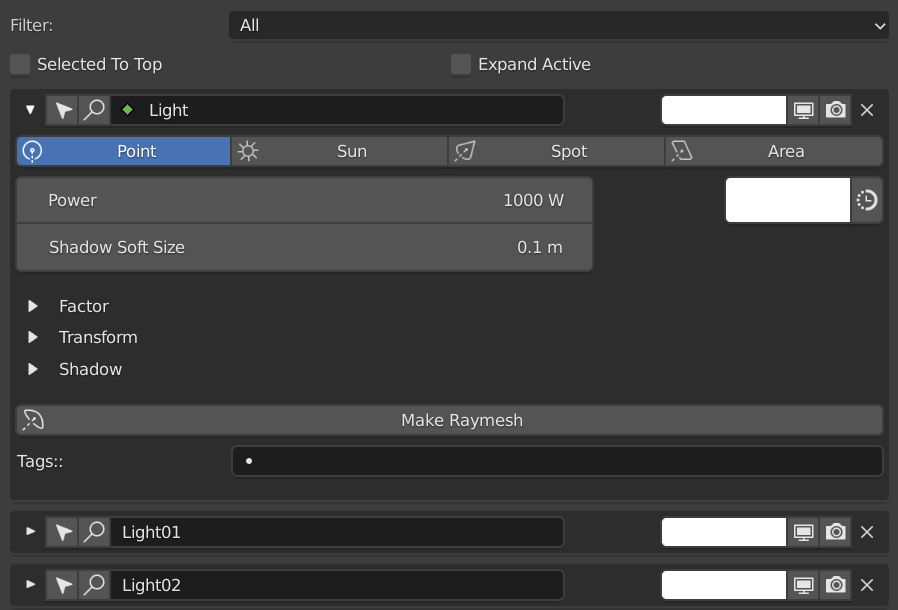 Filter: All
Selected To Top Expand Active
Light
Point Sun Spot Area
Power 1000 W
Shadow Soft Size 0.1 m
Factor
Transform
Shadow
Make Raymesh
Tags:: •
Light01
Light02